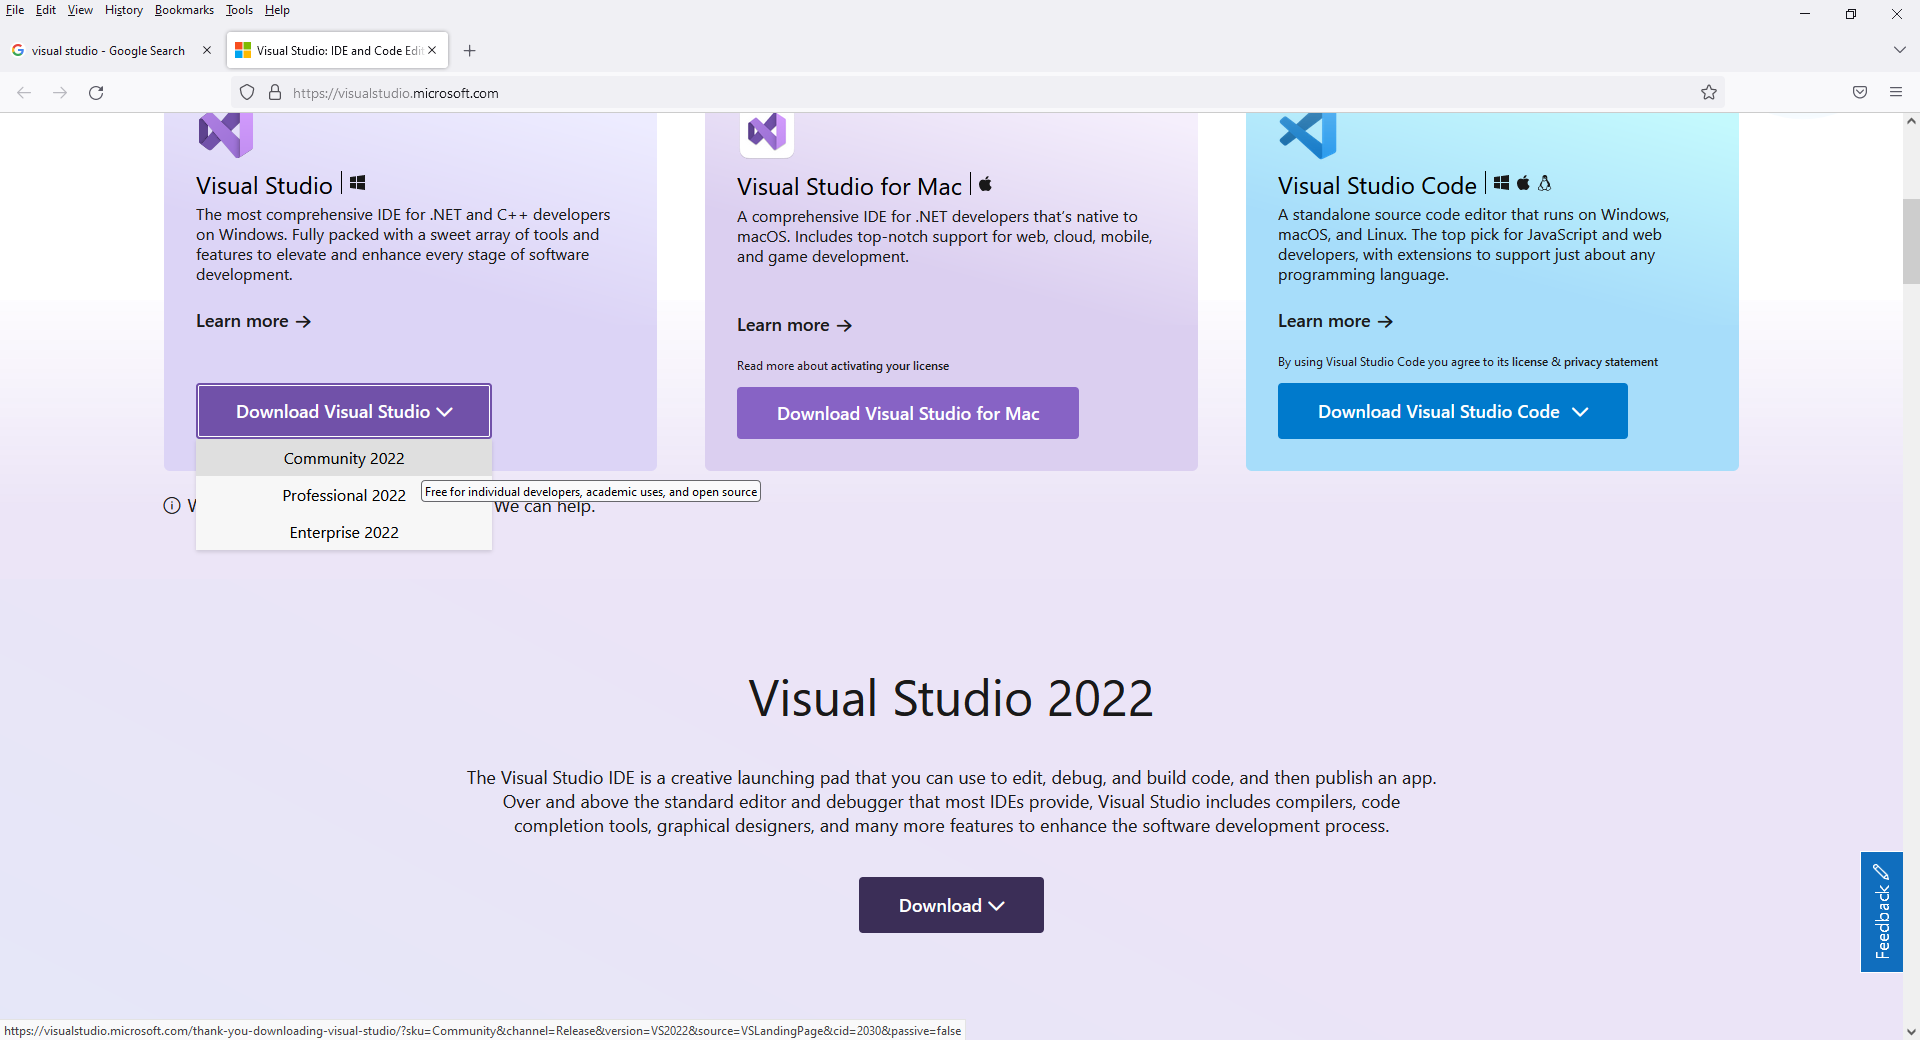 File Edit View History Bookmarks Tools Help
visual studio - Google Search
Visual Studio: IDE and Code Edit
https://visualstudio.microsoft.com
Visual Studio
The most comprehensive IDE for .NET and C++ developers
on Windows. Fully packed with a sweet array of tools and
features to elevate and enhance every stage of software
development.
Learn more →
Download Visual Studio
Community 2022
Professional 2022
Enterprise 2022
Free for individual developers, academic uses, and open source
We can help.
Visual Studio for Mac
A comprehensive IDE for .NET developers that's native to
macOS. Includes top-notch support for web, cloud, mobile,
and game development.
Learn more →
Read more about activating your license
Download Visual Studio for Mac
Visual Studio Code
A standalone source code editor that runs on Windows,
macOS, and Linux. The top pick for JavaScript and web
developers, with extensions to support just about any
programming language.
Learn more →
By using Visual Studio Code you agree to its license & privacy statement
Download Visual Studio Code
Visual Studio 2022
The Visual Studio IDE is a creative launching pad that you can use to edit, debug, and build code, and then publish an app.
Over and above the standard editor and debugger that most IDEs provide, Visual Studio includes compilers, code
completion tools, graphical designers, and many more features to enhance the software development process.
Download
Feedback
https://visualstudio.microsoft.com/thank-you-downloading-visual-studio/?sku=Community&channel=Release&version=VS2022&source=VSLandingPage&cid=2030&passive=false